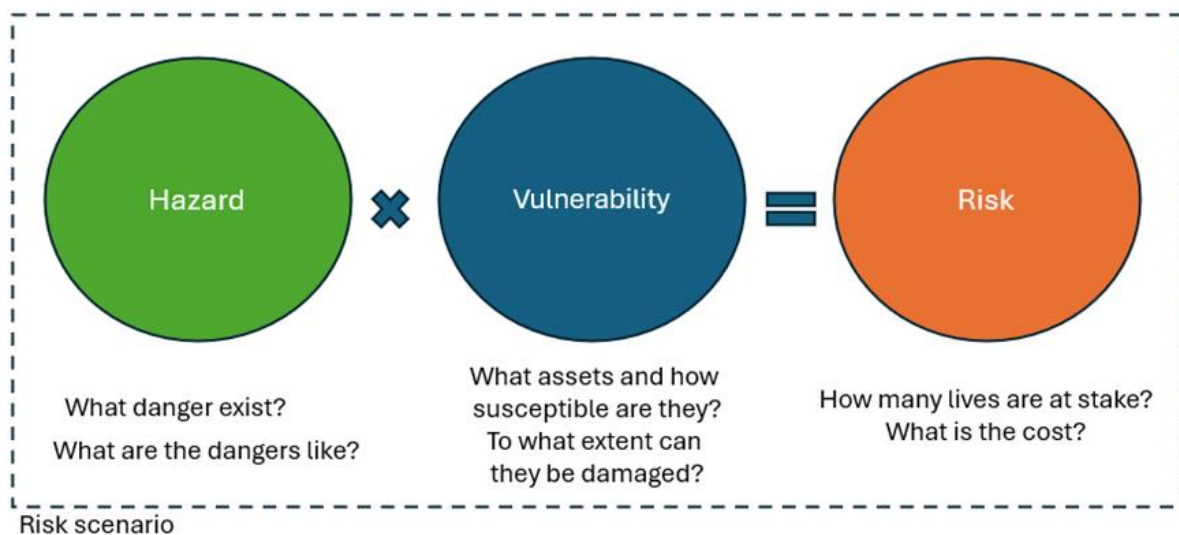 Hazard
Vulnerability
Risk
What danger exist?
What are the dangers like?
What assets and how
susceptible are they?
To what extent can
they be damaged?
How many lives are at stake?
What is the cost?
Risk scenario